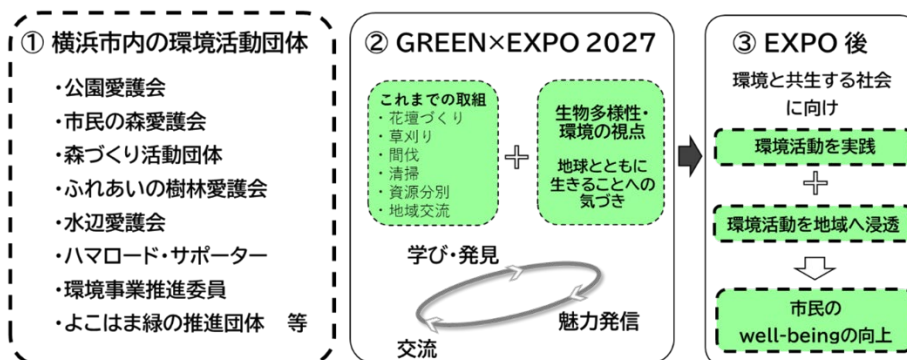 ① 横浜市内の環境活動団体
・公園愛護会
・市民の森愛護会
・森づくり活動団体
・ふれあいの樹林愛護会
・水辺愛護会
・ハマロード・サポーター
・環境事業推進委員
・よこはま緑の推進団体 等
② GREEN×EXPO 2027
これまでの取組
・花壇づくり
・草刈り
・間伐
・清掃
・資源分別
・地域交流
+
生物多様性・
環境の視点
地球とともに
生きることへの
気づき
学び・発見
魅力発信
交流
③ EXPO 後
環境と共生する社会
に向け
環境活動を実践
+
環境活動を地域へ浸透
市民の
well-beingの向上